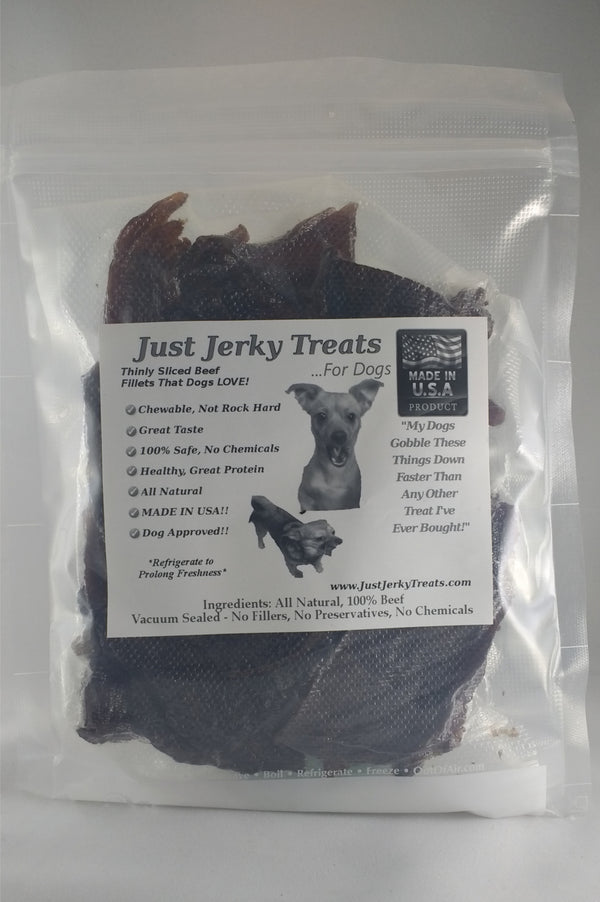 Just Jerky Treats
...For Dogs
Thinly Sliced Beef
Fillets That Dogs LOVE!
Chewable, Not Rock Hard
Great Taste
100% Safe, No Chemicals
Healthy, Great Protein
All Natural
MADE IN USA!!
Dog Approved!!
*Refrigerate to
Prolong Freshness*
MADE IN
U.S.A
PRODUCT
"My Dogs
Gobble These
Things Down
Faster Than
Any Other
Treat I've
Ever Bought!"
www.JustJerkyTreats.com
Ingredients: All Natural, 100% Beef
Vacuum Sealed - No Fillers, No Preservatives, No Chemicals
• Boil • Refrigerate • Freeze • OutOfAir.com